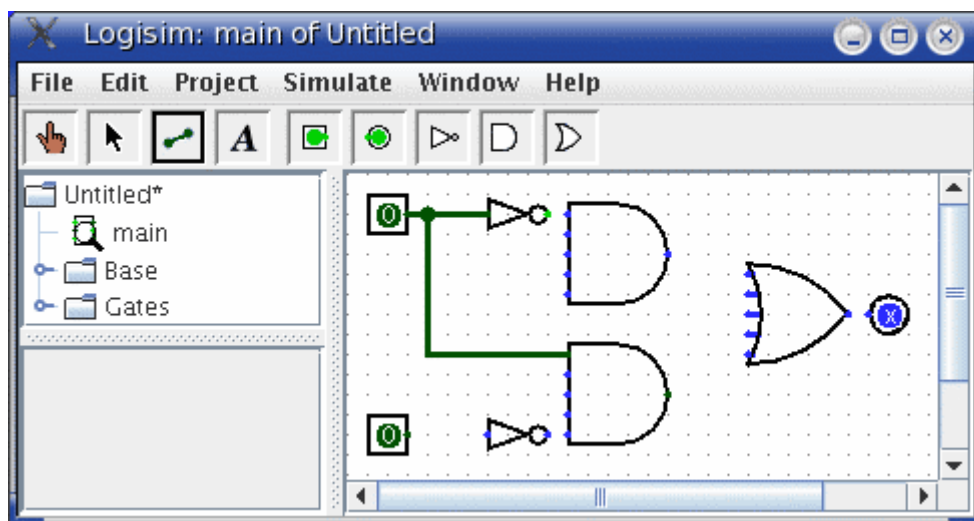 Logisim: main of Untitled
File Edit Project Simulate Window Help
A
Untitled*
main
Base
Gates
0
0
x